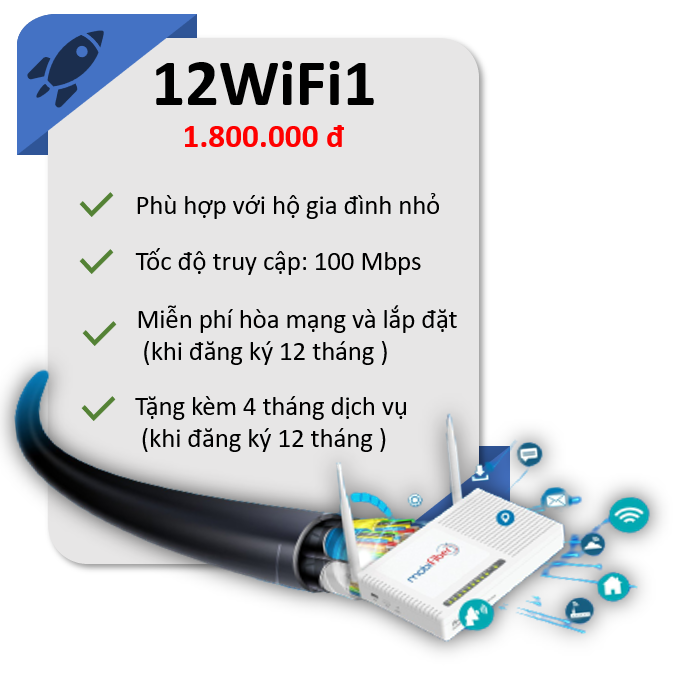 12WiFi1
1.800.000 đ
Phù hợp với hộ gia đình nhỏ
Tốc độ truy cập: 100 Mbps
Miễn phí hòa mạng và lắp đặt
(khi đăng ký 12 tháng )
Tặng kèm 4 tháng dịch vụ
(khi đăng ký 12 tháng )
mobifiber